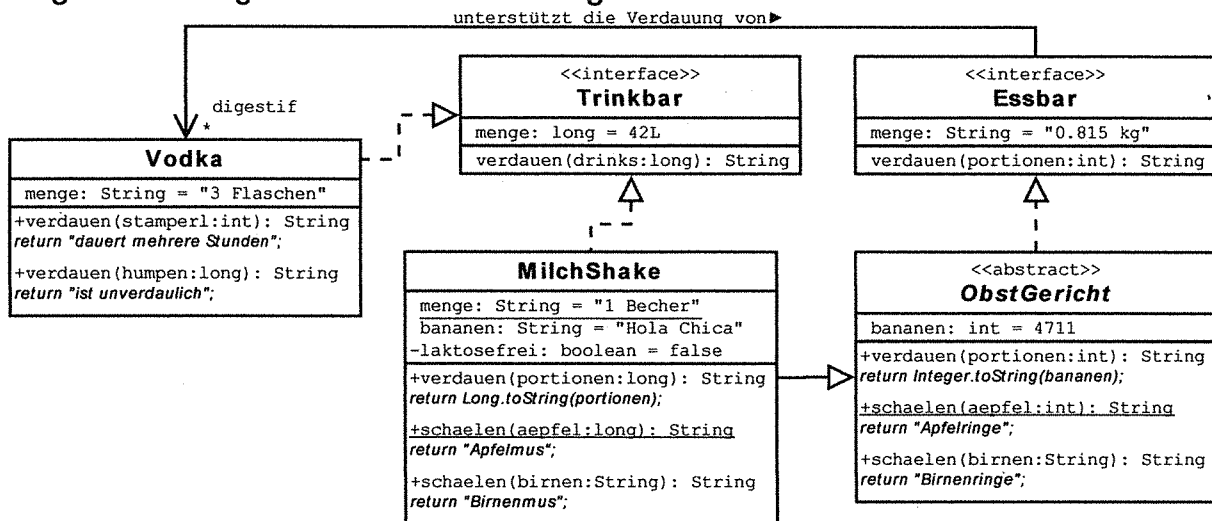 unterstützt die Verdauung von▶
digestif
*
Vodka
menge: String = "3 Flaschen"
+verdauen(stamperl:int): String
return "dauert mehrere Stunden";
+verdauen(humpen:long): String
return "ist unverdaulich";
<<interface>>
Trinkbar
menge: long = 42L
verdauen(drinks:long): String
<<interface>>
Essbar
menge: String = "0.815 kg"
verdauen(portionen:int): String
MilchShake
menge: String = "1 Becher"
bananen: String = "Hola Chica"
-laktosefrei: boolean = false
+verdauen(portionen:long): String
return Long.toString(portionen);
+schaelen(aepfel:long): String
return "Apfelmus";
+schaelen(birnen:String): String
return "Birnenmus";
<<abstract>>
ObstGericht
bananen: int = 4711
+verdauen(portionen:int): String
return Integer.toString(bananen);
+schaelen(aepfel:int): String
return "Apfelringe";
+schaelen(birnen:String): String
return "Birnenringe";